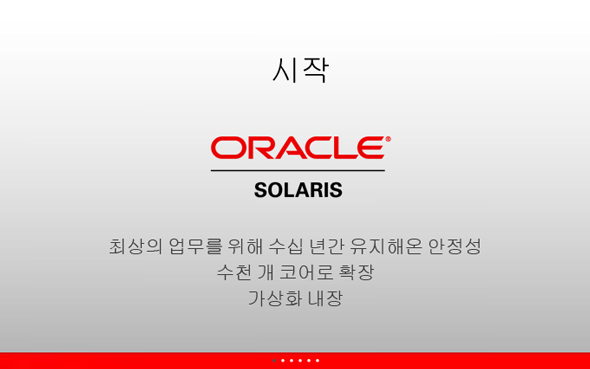 시작
ORACLE®
SOLARIS
최상의 업무를 위해 수십 년간 유지해온 안정성
수천 개 코어로 확장
가상화 내장